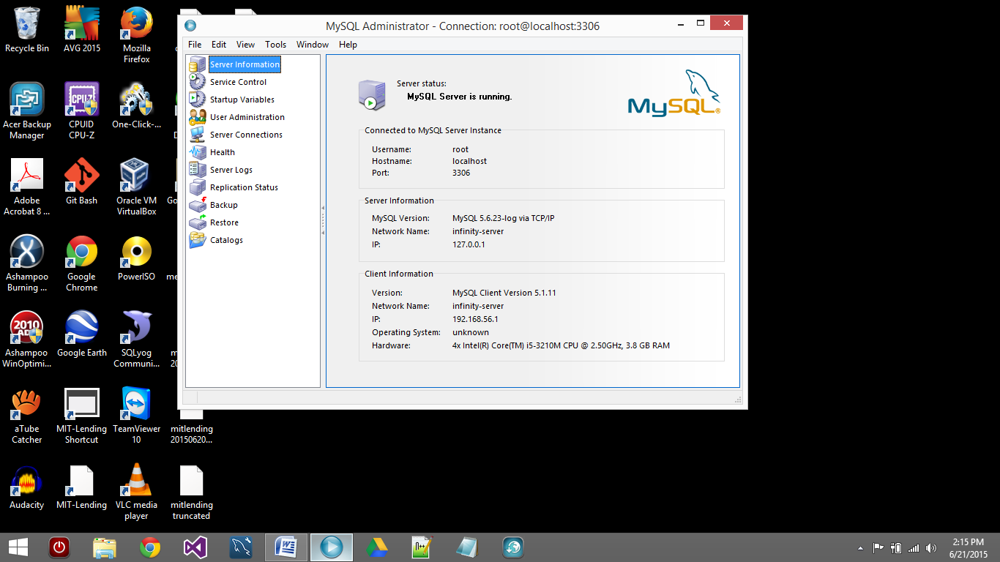 MySQL Administrator - Connection: root@localhost:3306
File Edit View Tools Window Help
Server Information
Service Control
Startup Variables
User Administration
Server Connections
Health
Server Logs
Replication Status
Backup
Restore
Catalogs
Server status:
MySQL Server is running.
MySQL®
Connected to MySQL Server Instance
Username: root
Hostname: localhost
Port: 3306
Server Information
MySQL Version: MySQL 5.6.23-log via TCP/IP
Network Name: infinity-server
IP: 127.0.0.1
Client Information
Version: MySQL Client Version 5.1.11
Network Name: infinity-server
IP: 192.168.56.1
Operating System: unknown
Hardware: 4x Intel(R) Core(TM) i5-3210M CPU @ 2.50GHz, 3.8 GB RAM
Recycle Bin
AVG 2015
Mozilla
Firefox
Acer Backup
Manager
CPUID
CPU-Z
One-Click-...
Adobe
Acrobat 8 ...
Git Bash
Oracle VM
VirtualBox
Ashampoo
Burning ...
Google
Chrome
PowerISO
Ashampoo
WinOptimi...
Google Earth
SQLyog
Communi...
aTube
Catcher
MIT-Lending
Shortcut
TeamViewer
10
mitlending
20150620...
Audacity
MIT-Lending
VLC media
player
mitlending
truncated
2:15 PM
6/21/2015